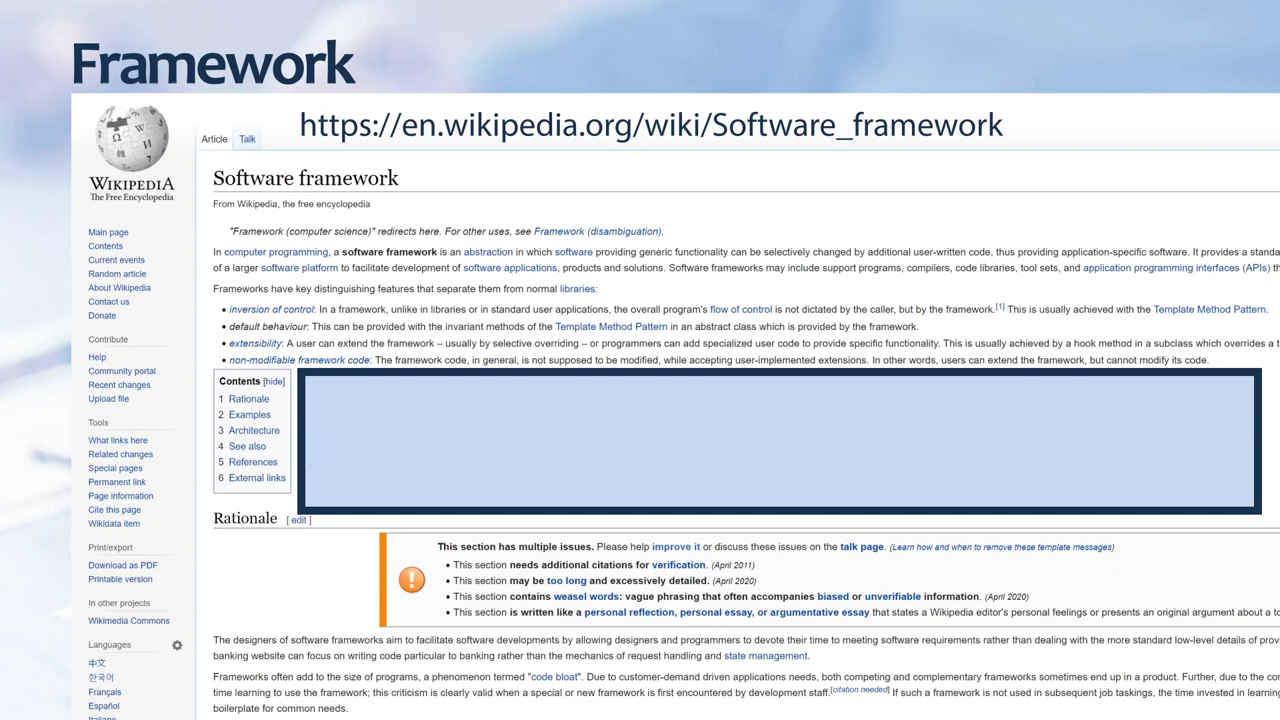 Framework
https://en.wikipedia.org/wiki/Software_framework
WIKIPEDIA
The Free Encyclopedia
Main page
Contents
Current events
Random article
About Wikipedia
Contact us
Donate
Contribute
Help
Community portal
Recent changes
Upload file
Tools
What links here
Related changes
Special pages
Permanent link
Page information
Cite this page
Wikidata item
Print/export
Download as PDF
Printable version
In other projects
Wikimedia Commons
Languages
中文
한국어
Français
Español
Italiano
Article Talk
Software framework
From Wikipedia, the free encyclopedia
"Framework (computer science)" redirects here. For other uses, see Framework (disambiguation).
In computer programming, a software framework is an abstraction in which software providing generic functionality can be selectively changed by additional user-written code, thus providing application-specific software. It provides a standa
of a larger software platform to facilitate development of software applications, products and solutions. Software frameworks may include support programs, compilers, code libraries, tool sets, and application programming interfaces (APIs) th
Frameworks have key distinguishing features that separate them from normal libraries:
• inversion of control: In a framework, unlike in libraries or in standard user applications, the overall program's flow of control is not dictated by the caller, but by the framework.[1] This is usually achieved with the Template Method Pattern.
• default behaviour: This can be provided with the invariant methods of the Template Method Pattern in an abstract class which is provided by the framework.
• extensibility: A user can extend the framework – usually by selective overriding – or programmers can add specialized user code to provide specific functionality. This is usually achieved by a hook method in a subclass which overrides a t
• non-modifiable framework code: The framework code, in general, is not supposed to be modified, while accepting user-implemented extensions. In other words, users can extend the framework, but cannot modify its code.
Contents [hide]
1 Rationale
2 Examples
3 Architecture
4 See also
5 References
6 External links
Rationale [ edit ]
This section has multiple issues. Please help improve it or discuss these issues on the talk page. (Learn how and when to remove these template messages)
• This section needs additional citations for verification. (April 2011)
• This section may be too long and excessively detailed. (April 2020)
• This section contains weasel words: vague phrasing that often accompanies biased or unverifiable information. (April 2020)
• This section is written like a personal reflection, personal essay, or argumentative essay that states a Wikipedia editor's personal feelings or presents an original argument about a to
The designers of software frameworks aim to facilitate software developments by allowing designers and programmers to devote their time to meeting software requirements rather than dealing with the more standard low-level details of prov
banking website can focus on writing code particular to banking rather than the mechanics of request handling and state management.
Frameworks often add to the size of programs, a phenomenon termed "code bloat". Due to customer-demand driven applications needs, both competing and complementary frameworks sometimes end up in a product. Further, due to the cor
time learning to use the framework; this criticism is clearly valid when a special or new framework is first encountered by development staff.[citation needed] If such a framework is not used in subsequent job taskings, the time invested in learning
boilerplate for common needs.